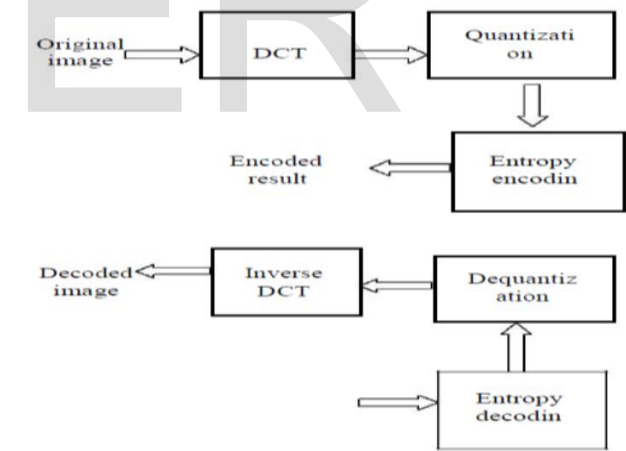 Original
image
DCT
Quantizati
on
Encoded
result
Entropy
encodin
Decoded
image
Inverse
DCT
Dequantiz
ation
Entropy
decodin